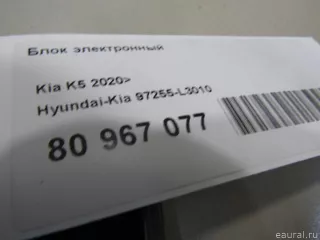 Блок электронный
Kia K5 2020>
Hyundai-Kia 97255-L3010
80 967 077
eaural.ru